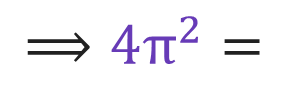 ⟹ 4π² =